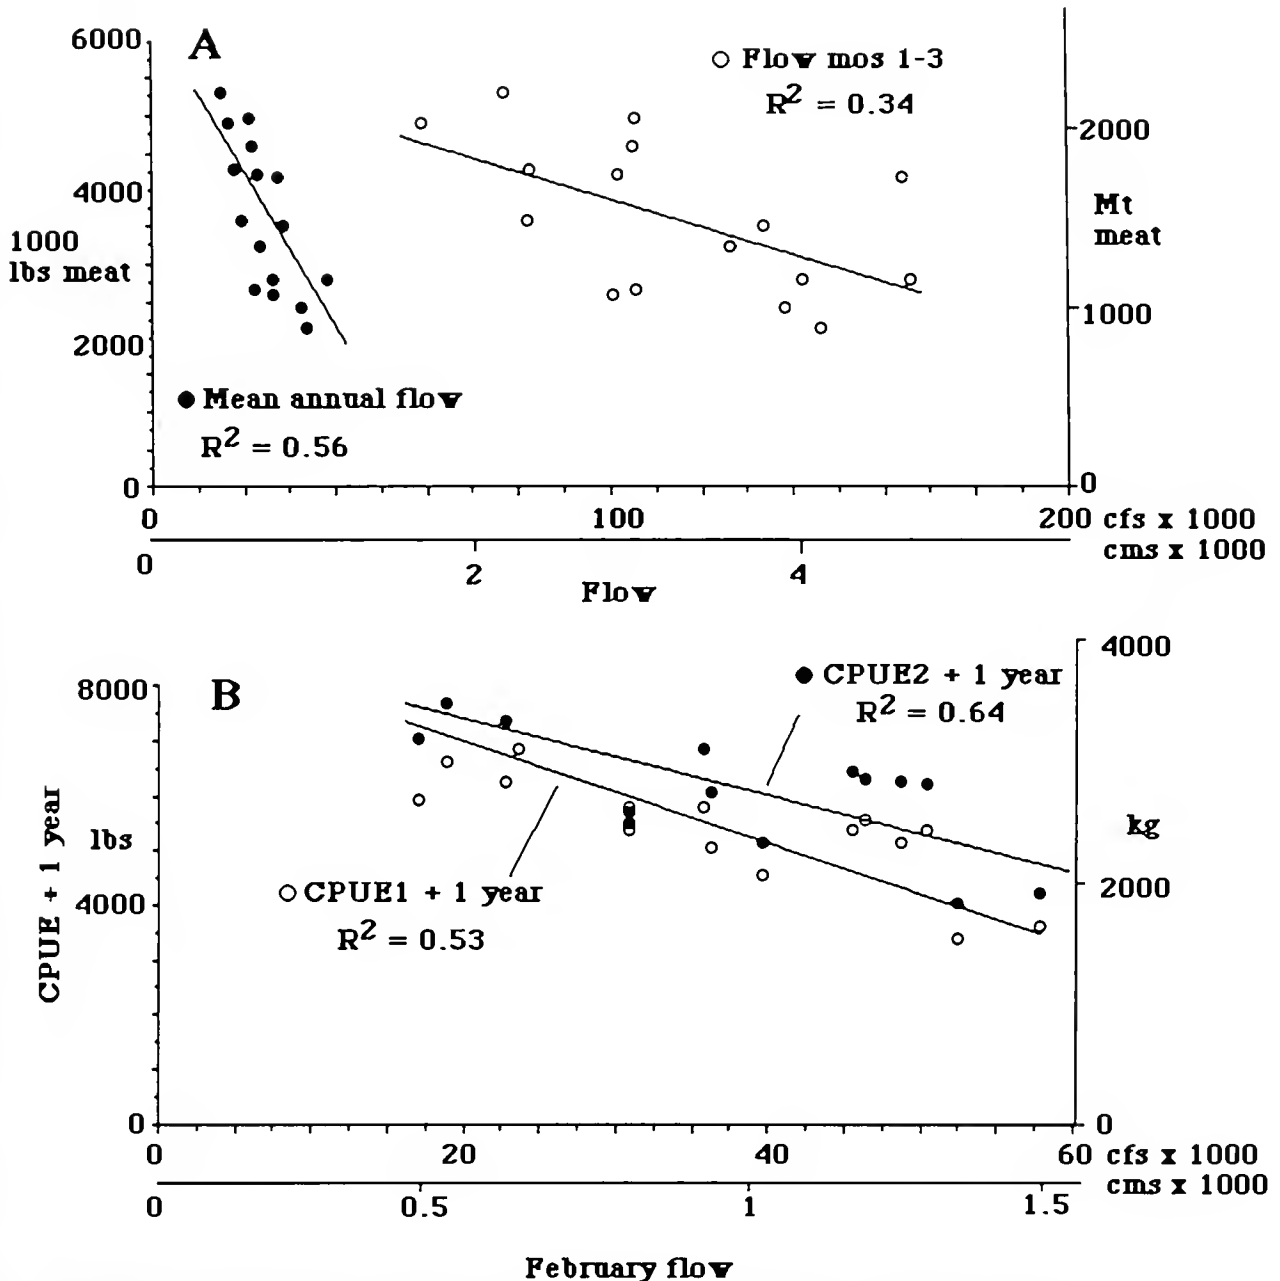 A
6000
4000
2000
0
1000
lbs meat
○ Flow mos 1-3
R2 = 0.34
● Mean annual flow
R2 = 0.56
2000
Mt
meat
1000
0
0 100 200 cfs x 1000
cms x 1000
0 2 4
Flow
B
8000
4000
0
CPUE + 1 year
lbs
● CPUE2 + 1 year
R2 = 0.64
○ CPUE1 + 1 year
R2 = 0.53
4000
kg
2000
0
0 20 40 60 cfs x 1000
cms x 1000
0 0.5 1 1.5
February flow